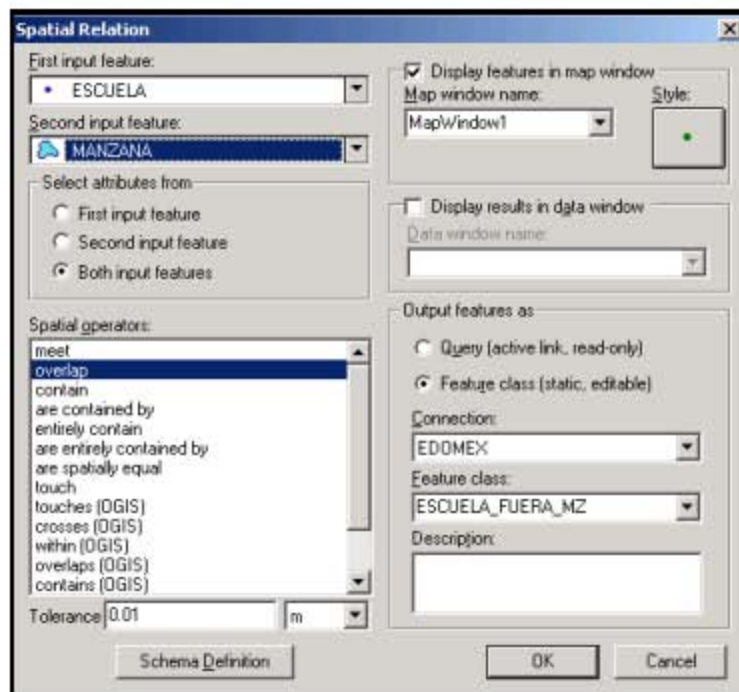 Spatial Relation
First input feature:
ESCUELA
Second input feature:
MANZANA
Select attributes from
First input feature
Second input feature
Both input features
Spatial operators:
meet
overlap
contain
are contained by
entirely contain
are entirely contained by
are spatially equal
touch
touches (OGIS)
crosses (OGIS)
within (OGIS)
overlaps (OGIS)
contains (OGIS)
Tolerance 0.01 m
Schema Definition
Display features in map window
Map window name:
Style:
MapWindow1
Display results in data window
Data window name:
Output features as
Query (active link, read-only)
Feature class (static, editable)
Connection:
EDOMEX
Feature class:
ESCUELA_FUERA_MZ
Description:
OK
Cancel